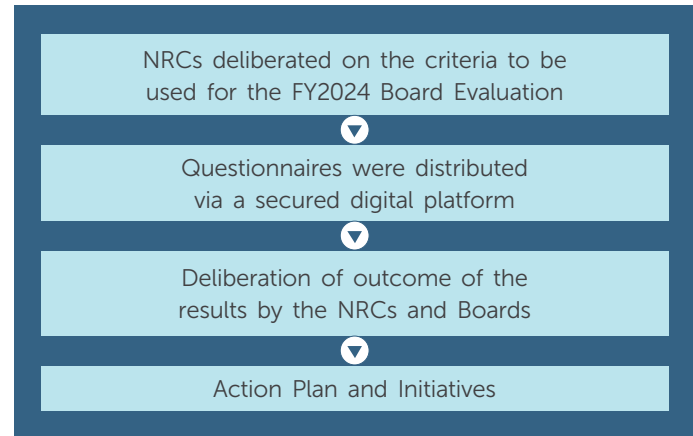 NRCs deliberated on the criteria to be
used for the FY2024 Board Evaluation
Questionnaires were distributed
via a secured digital platform
Deliberation of outcome of the
results by the NRCs and Boards
Action Plan and Initiatives